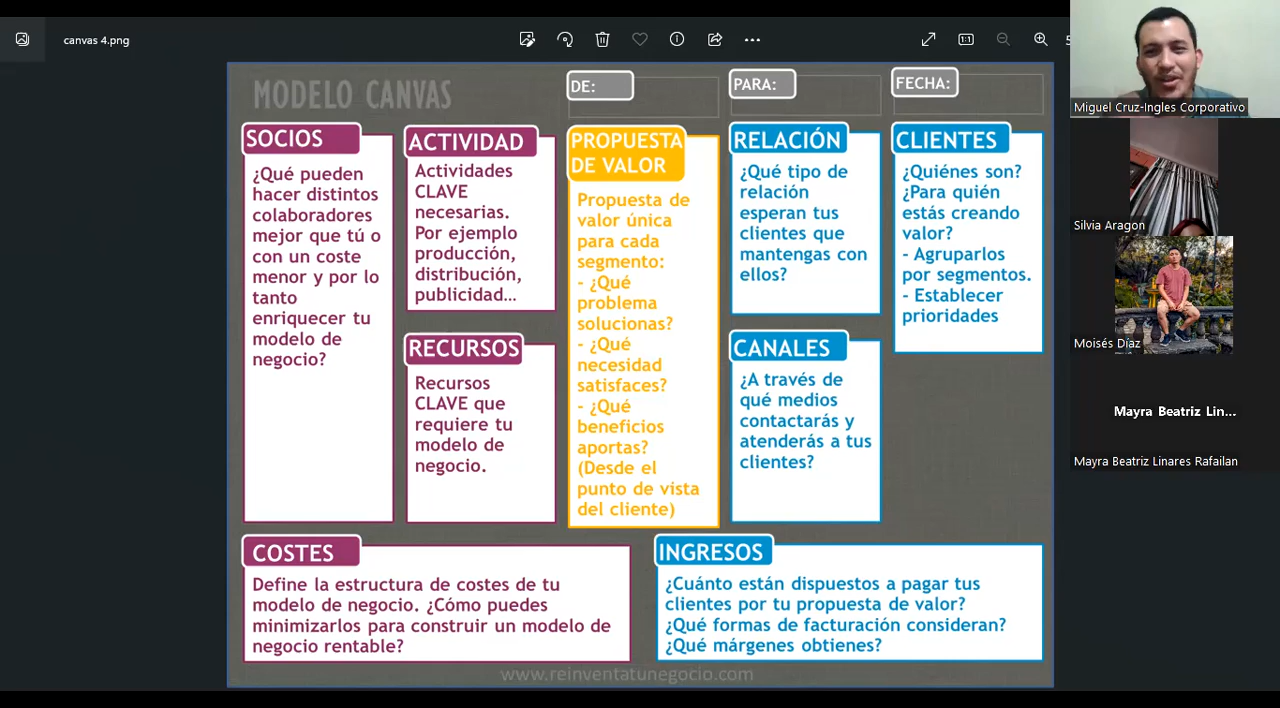 canvas 4.png
MODELO CANVAS
DE:
PARA:
FECHA:
SOCIOS
¿Qué pueden
hacer distintos
colaboradores
mejor que tú o
con un coste
menor y por lo
tanto
enriquecer tu
modelo de
negocio?
ACTIVIDAD
Actividades
CLAVE
necesarias.
Por ejemplo
producción,
distribución,
publicidad…
RECURSOS
Recursos
CLAVE que
requiere tu
modelo de
negocio.
PROPUESTA
DE VALOR
Propuesta de
valor única
para cada
segmento:
- ¿Qué
problema
solucionas?
- ¿Qué
necesidad
satisfaces?
- ¿Qué
beneficios
aportas?
(Desde el
punto de vista
del cliente)
RELACIÓN
¿Qué tipo de
relación
esperan tus
clientes que
mantengas con
ellos?
CANALES
¿A través de
qué medios
contactarás y
atenderás a tus
clientes?
CLIENTES
¿Quiénes son?
¿Para quién
estás creando
valor?
- Agruparlos
por segmentos.
- Establecer
prioridades
COSTES
Define la estructura de costes de tu
modelo de negocio. ¿Cómo puedes
minimizarlos para construir un modelo de
negocio rentable?
INGRESOS
¿Cuánto están dispuestos a pagar tus
clientes por tu propuesta de valor?
¿Qué formas de facturación consideran?
¿Qué márgenes obtienes?
www.reinventatunegocio.com
Miguel Cruz-Ingles Corporativo
Silvia Aragon
Moisés Díaz
Mayra Beatriz Lin...
Mayra Beatriz Linares Rafailan